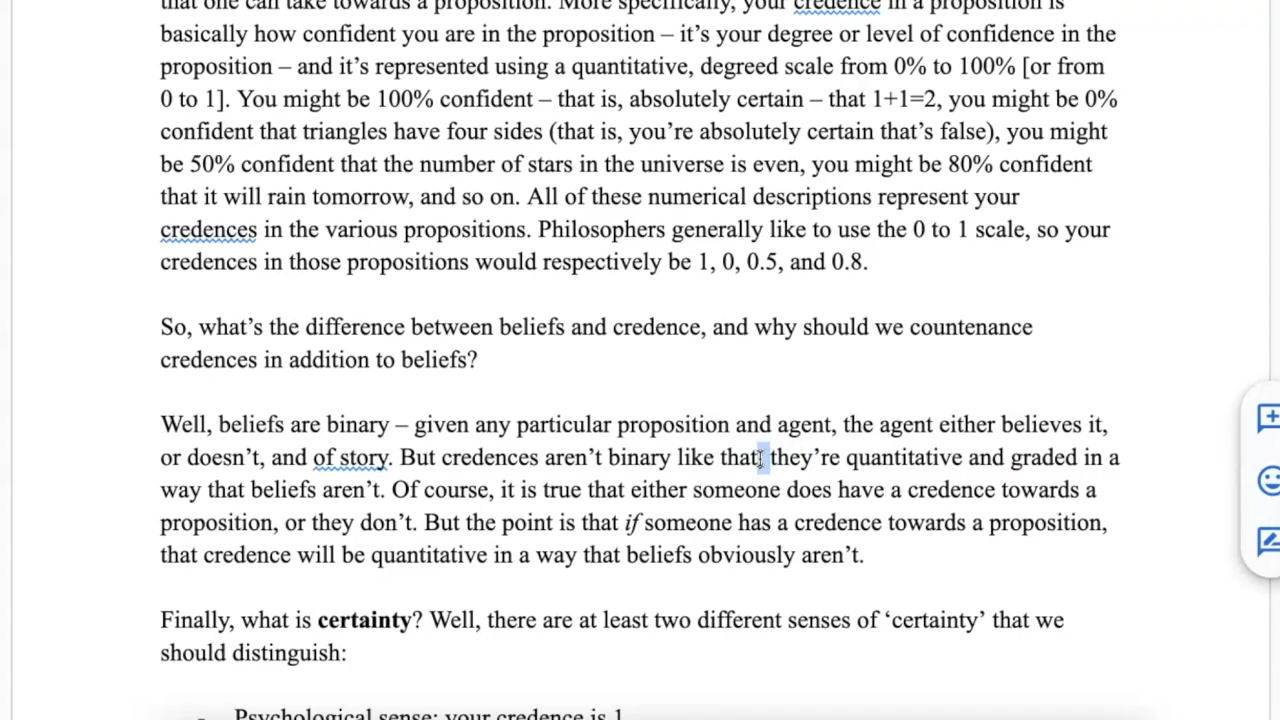 that one can take towards a proposition. More specifically, your credence in a proposition is
basically how confident you are in the proposition – it’s your degree or level of confidence in the
proposition – and it’s represented using a quantitative, degreed scale from 0% to 100% [or from
0 to 1]. You might be 100% confident – that is, absolutely certain – that 1+1=2, you might be 0%
confident that triangles have four sides (that is, you’re absolutely certain that’s false), you might
be 50% confident that the number of stars in the universe is even, you might be 80% confident
that it will rain tomorrow, and so on. All of these numerical descriptions represent your
credences in the various propositions. Philosophers generally like to use the 0 to 1 scale, so your
credences in those propositions would respectively be 1, 0, 0.5, and 0.8.
So, what’s the difference between beliefs and credence, and why should we countenance
credences in addition to beliefs?
Well, beliefs are binary – given any particular proposition and agent, the agent either believes it,
or doesn’t, and of story. But credences aren’t binary like that; they’re quantitative and graded in a
way that beliefs aren’t. Of course, it is true that either someone does have a credence towards a
proposition, or they don’t. But the point is that if someone has a credence towards a proposition,
that credence will be quantitative in a way that beliefs obviously aren’t.
Finally, what is certainty? Well, there are at least two different senses of ‘certainty’ that we
should distinguish:
- Psychological sense: your credence is 1